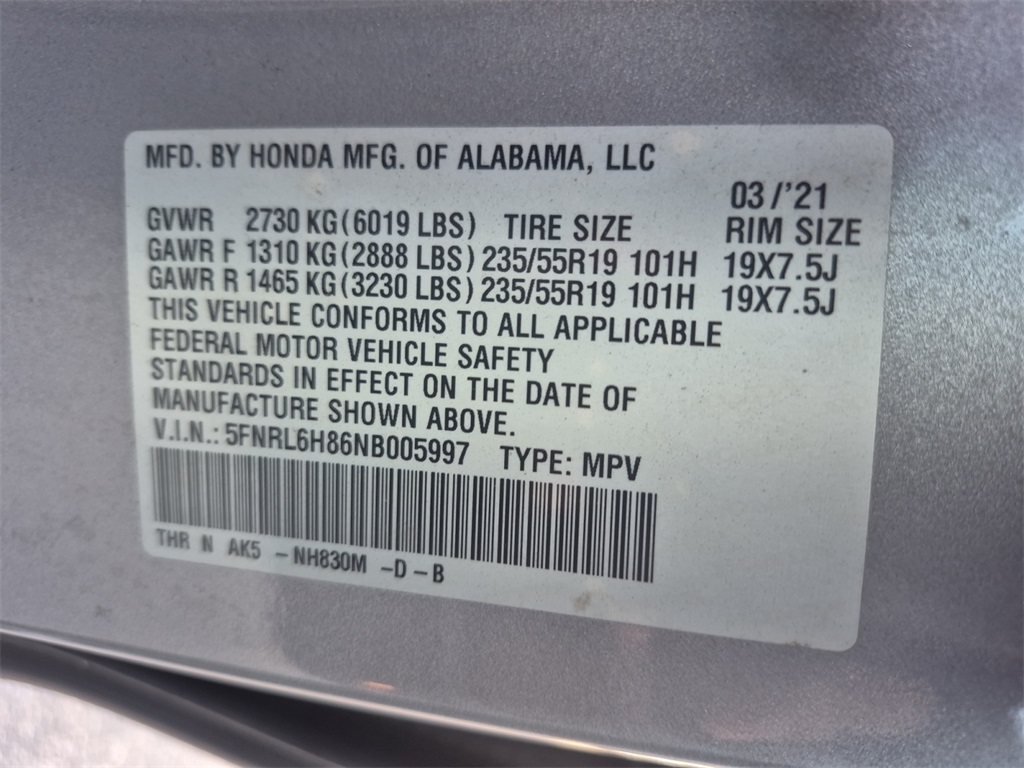 MFD. BY HONDA MFG. OF ALABAMA, LLC
03/'21
GVWR 2730 KG (6019 LBS) TIRE SIZE RIM SIZE
GAWR F 1310 KG (2888 LBS) 235/55R19 101H 19X7.5J
GAWR R 1465 KG (3230 LBS) 235/55R19 101H 19X7.5J
THIS VEHICLE CONFORMS TO ALL APPLICABLE
FEDERAL MOTOR VEHICLE SAFETY
STANDARDS IN EFFECT ON THE DATE OF
MANUFACTURE SHOWN ABOVE.
V.I.N.: 5FNRL6H86NB005997 TYPE: MPV
THR N AK5 -NH830M -D-B